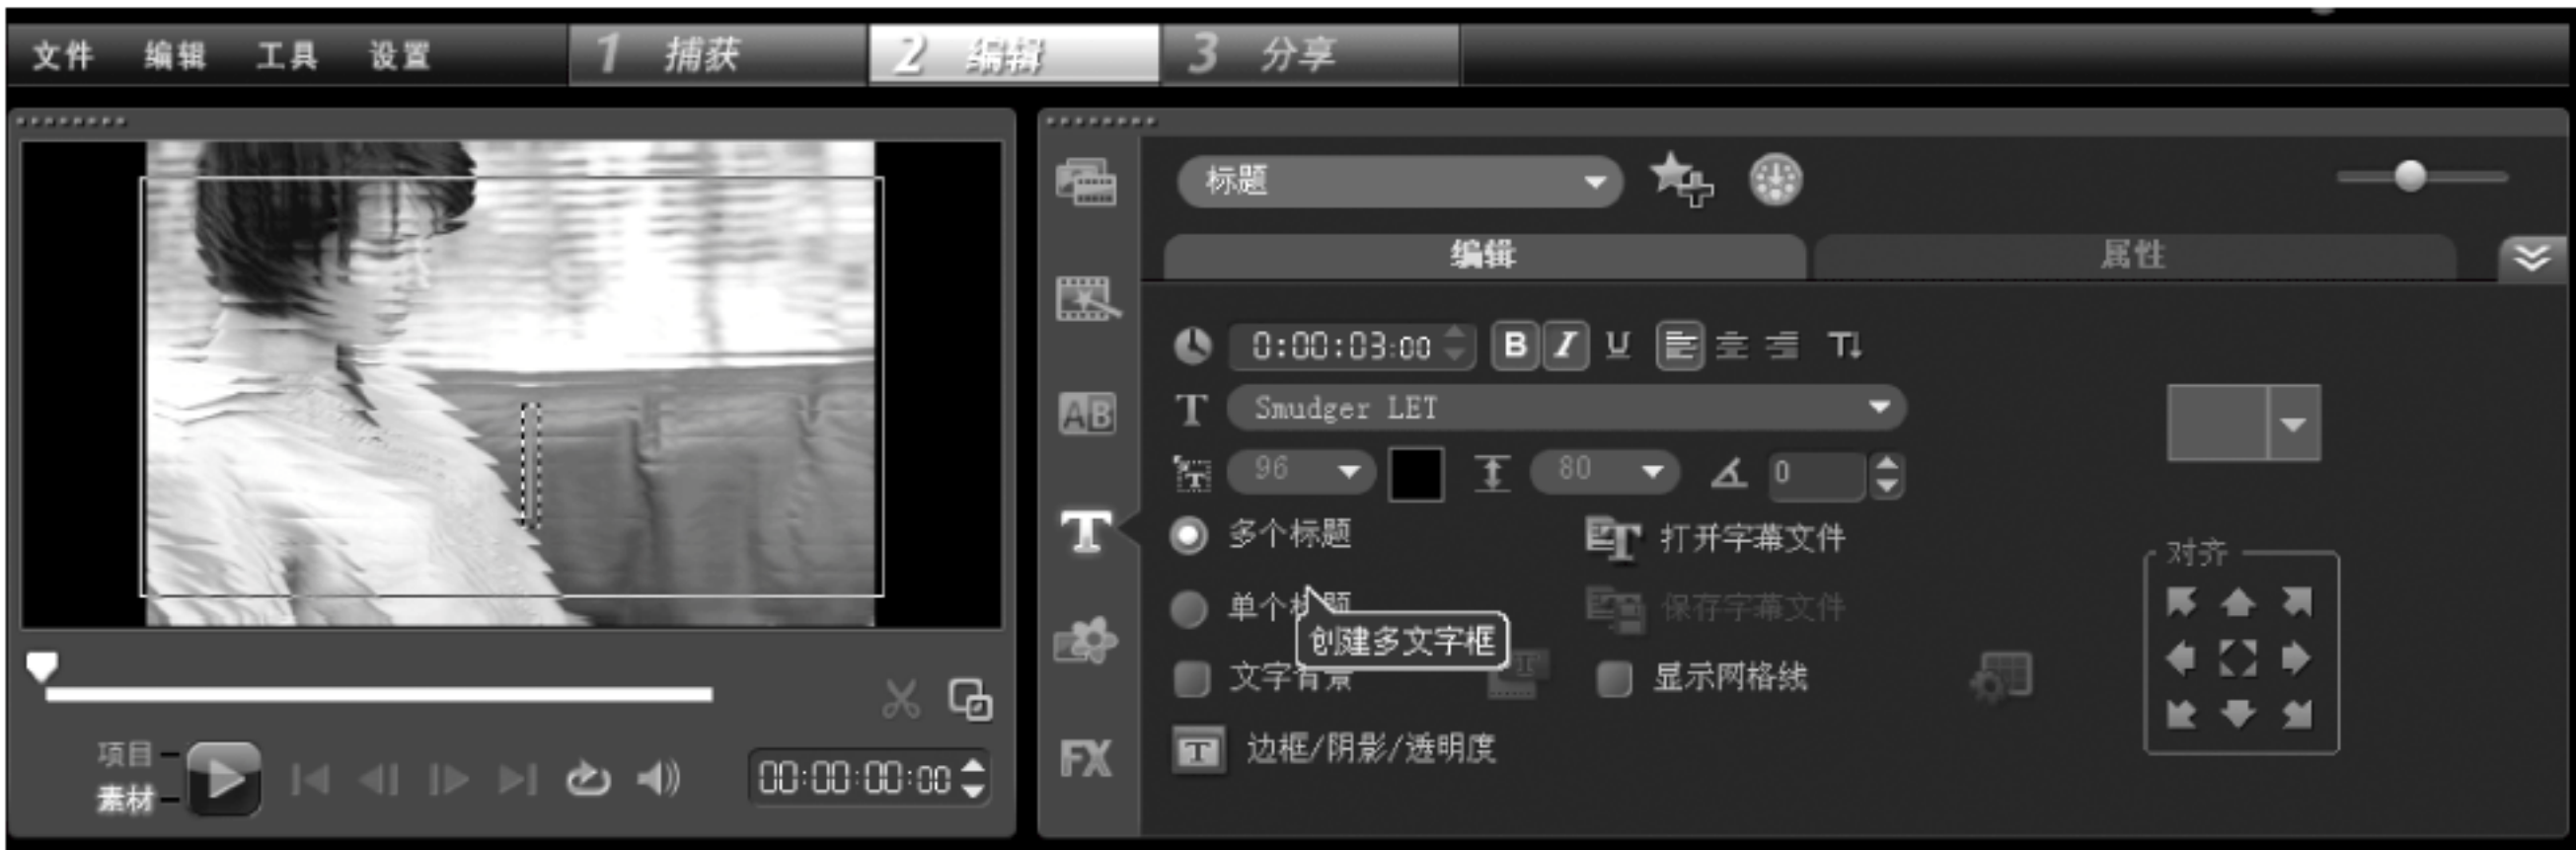 文件 编辑 工具 设置 1 捕获 2 编辑 3 分享
标题
编辑 属性
0:00:03:00 B I U
Smudger LET
96 80 0
多个标题 打开字幕文件
对齐
单个标题 保存字幕文件
创建多文字框
文字背景 显示网格线
边框/阴影/透明度
AB
T
FX
项目
素材
00:00:00:00